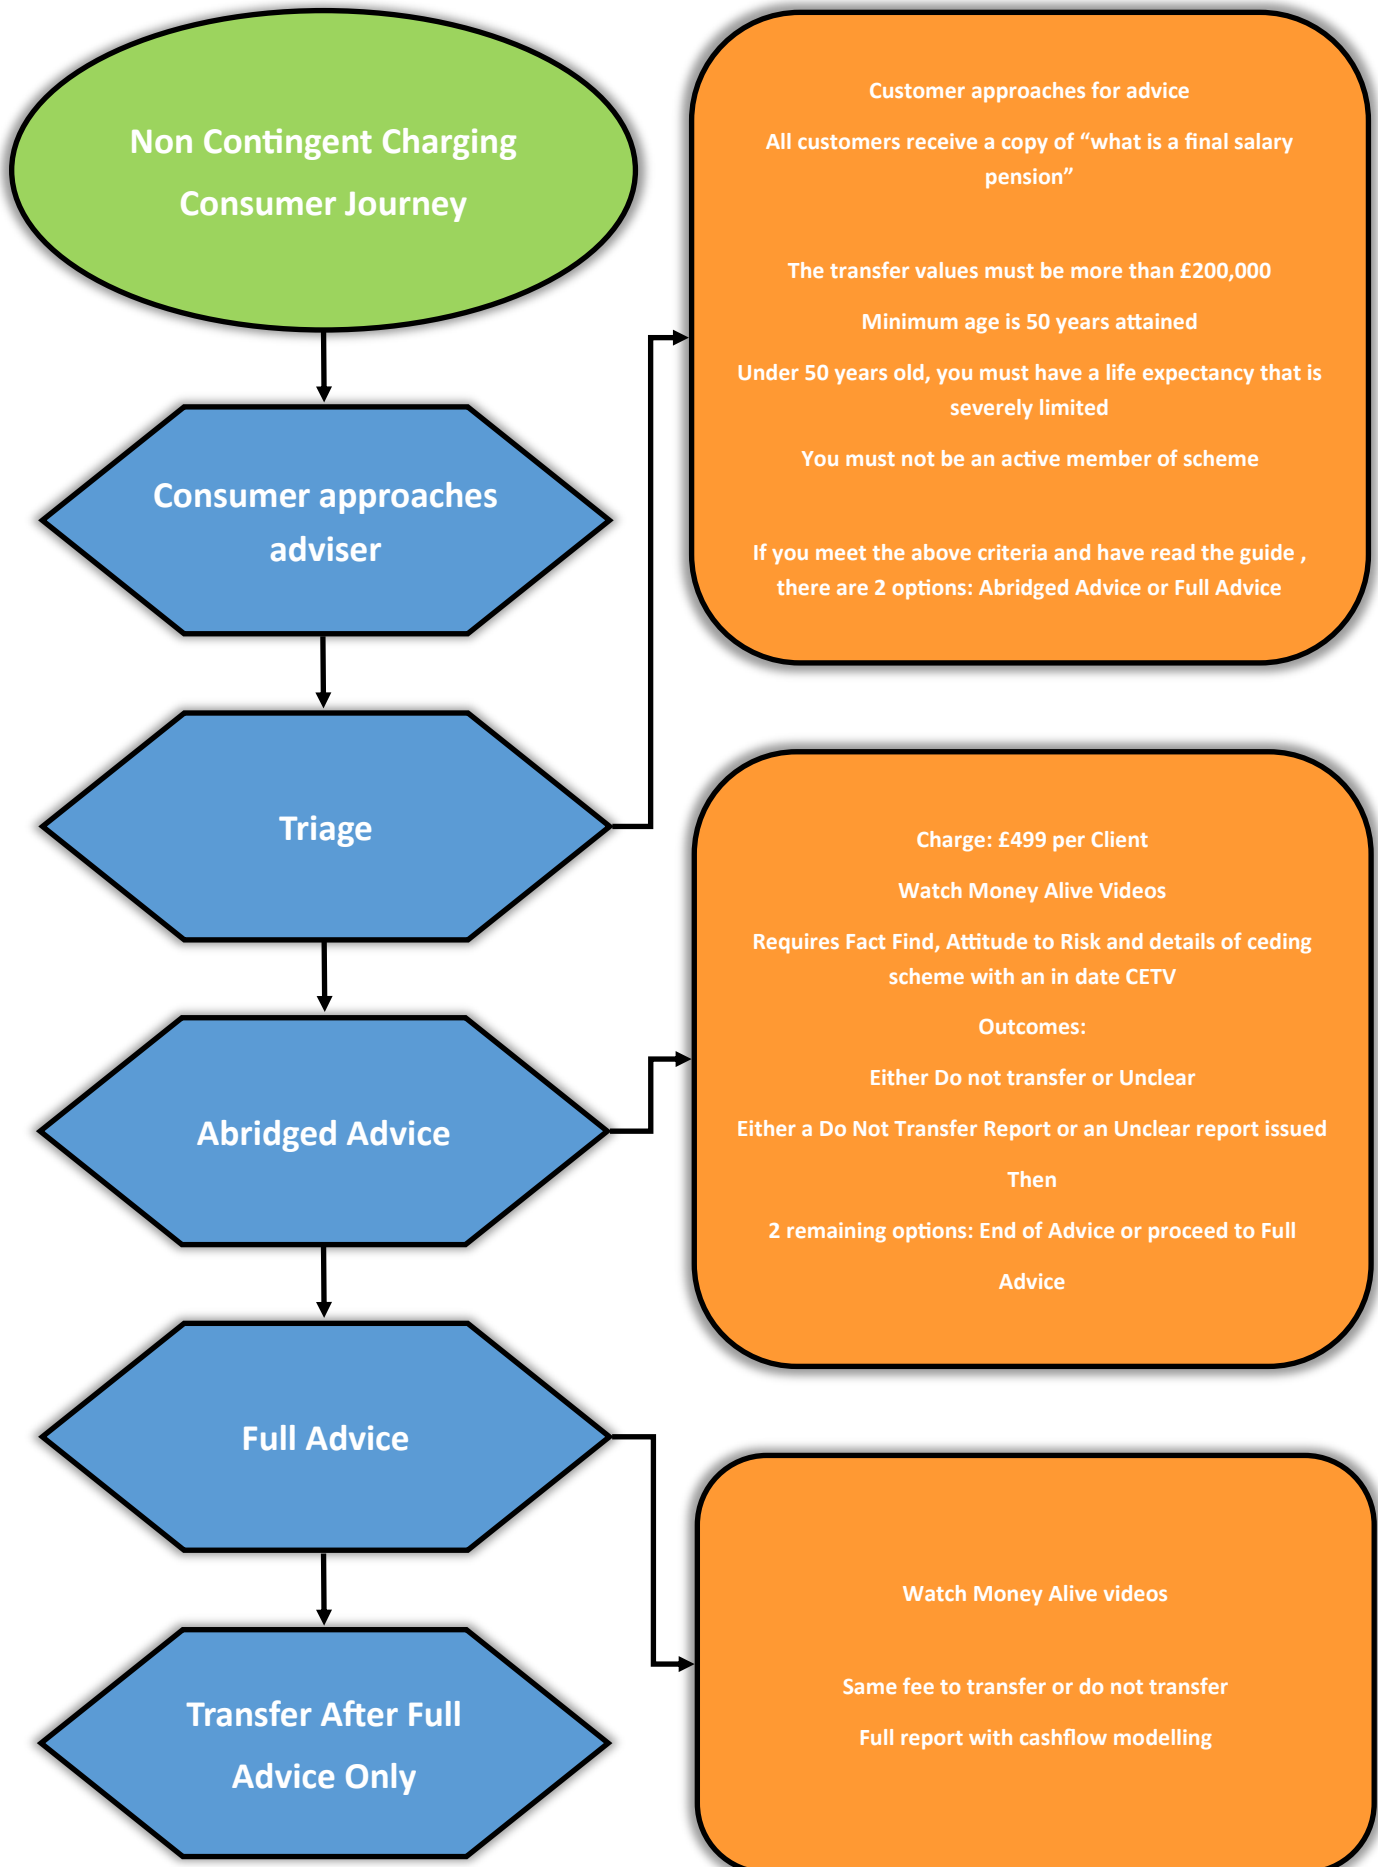 Non Contingent Charging
Consumer Journey
Consumer approaches
adviser
Triage
Abridged Advice
Full Advice
Transfer After Full
Advice Only
Customer approaches for advice
All customers receive a copy of “what is a final salary
pension”
The transfer values must be more than £200,000
Minimum age is 50 years attained
Under 50 years old, you must have a life expectancy that is
severely limited
You must not be an active member of scheme
If you meet the above criteria and have read the guide ,
there are 2 options: Abridged Advice or Full Advice
Charge: £499 per Client
Watch Money Alive Videos
Requires Fact Find, Attitude to Risk and details of ceding
scheme with an in date CETV
Outcomes:
Either Do not transfer or Unclear
Either a Do Not Transfer Report or an Unclear report issued
Then
2 remaining options: End of Advice or proceed to Full
Advice
Watch Money Alive videos
Same fee to transfer or do not transfer
Full report with cashflow modelling